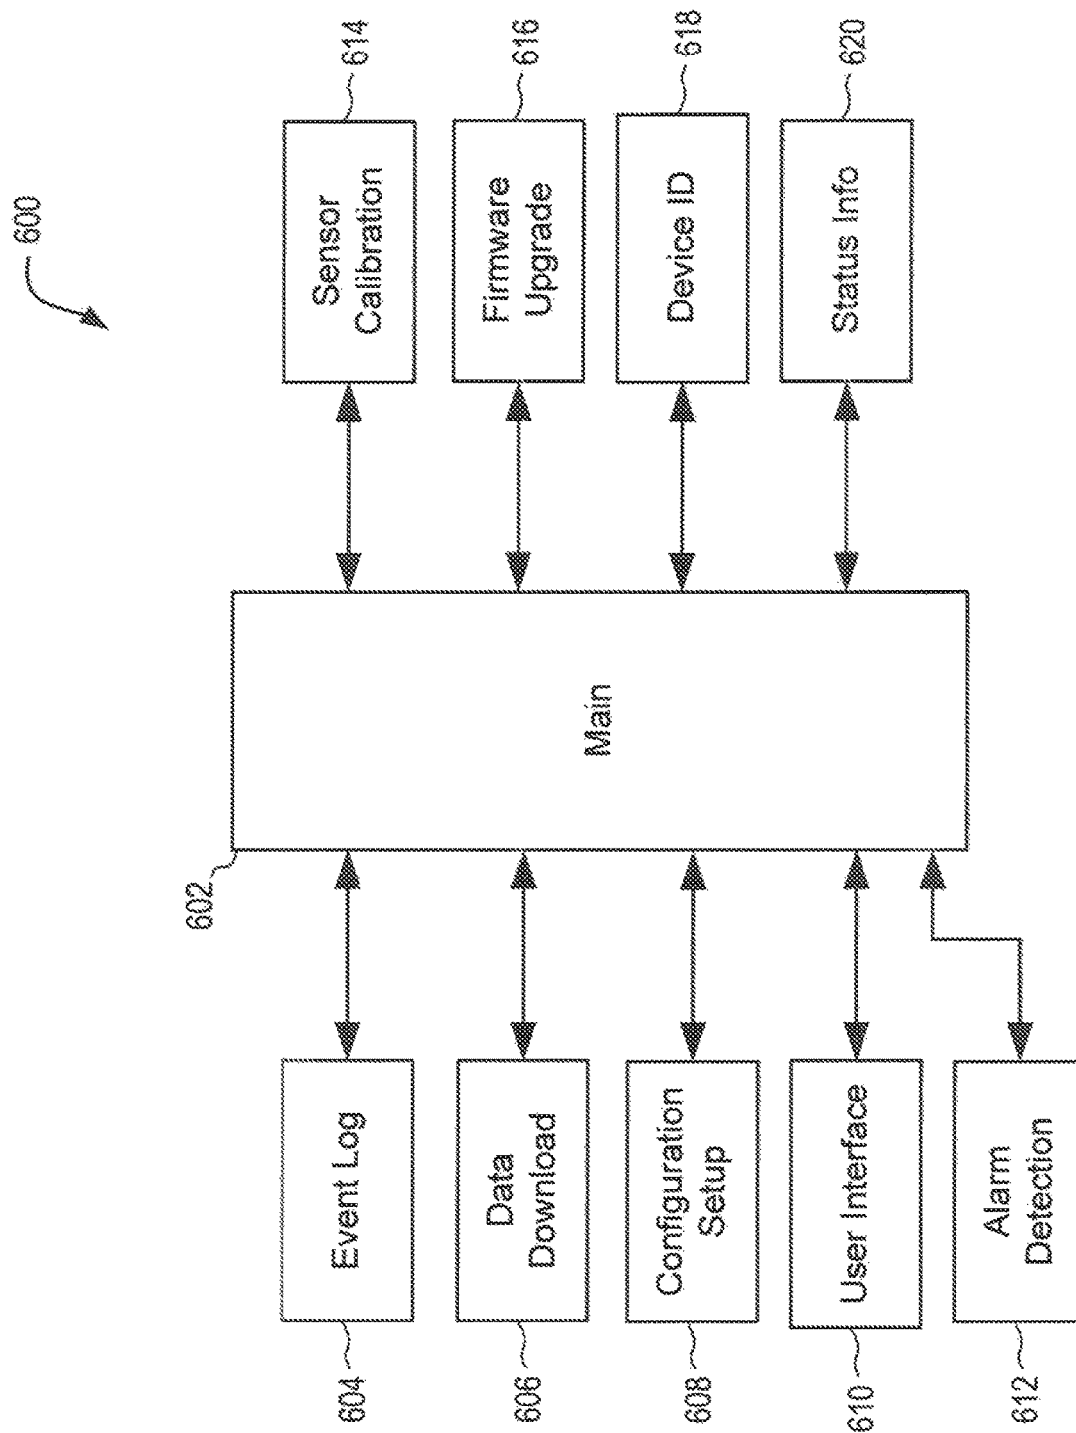 600
602
Main
604
Event Log
606
Data
Download
608
Configuration
Setup
610
User Interface
612
Alarm
Detection
Sensor
Calibration
614
Firmware
Upgrade
616
Device ID
618
Status Info
620